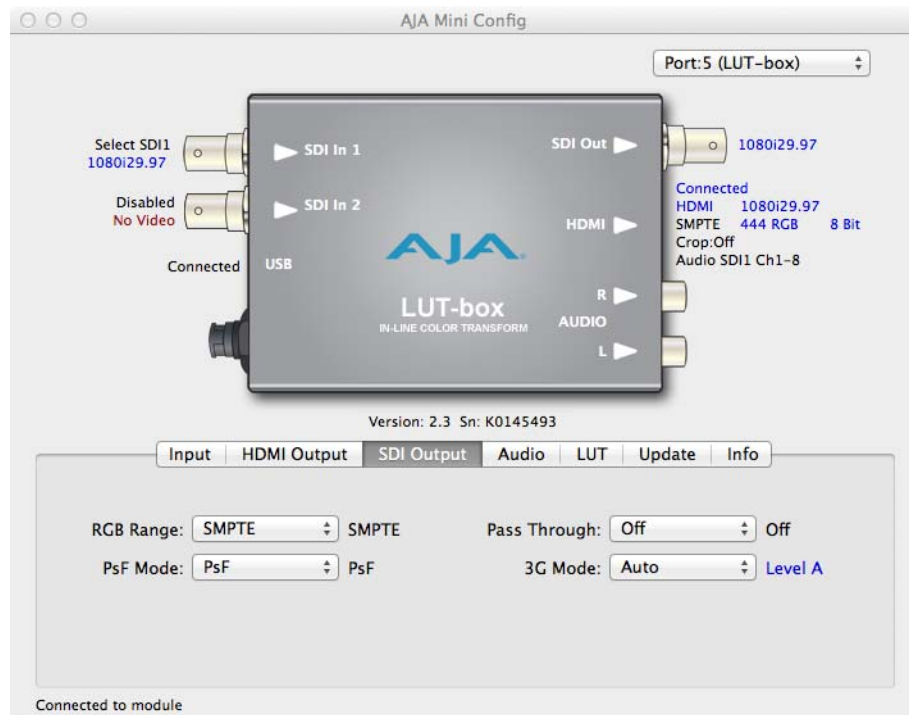 AJA Mini Config
Port:5 (LUT-box)
Select SDI1
1080i29.97
SDI In 1
SDI Out
1080i29.97
Disabled
No Video
SDI In 2
Connected
HDMI 1080i29.97
HDMI
SMPTE 444 RGB 8 Bit
Crop:Off
Audio SDI1 Ch1-8
Connected
USB
AJA
LUT-box
IN-LINE COLOR TRANSFORM
R
AUDIO
L
Version: 2.3 Sn: K0145493
Input HDMI Output SDI Output Audio LUT Update Info
RGB Range: SMPTE SMPTE Pass Through: Off Off
PsF Mode: PsF PsF 3G Mode: Auto Level A
Connected to module